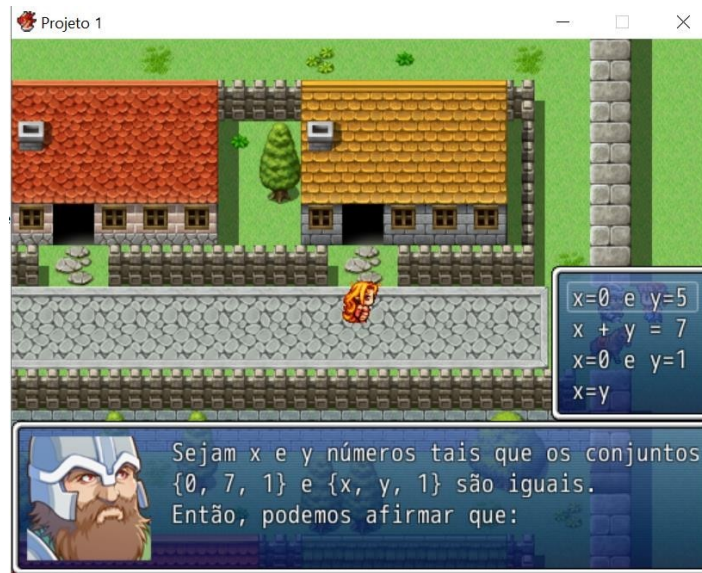 Projeto 1
x=0 e y=5
x + y = 7
x=0 e y=1
x=y
Sejam x e y números tais que os conjuntos
{0, 7, 1} e {x, y, 1} são iguais.
Então, podemos afirmar que: